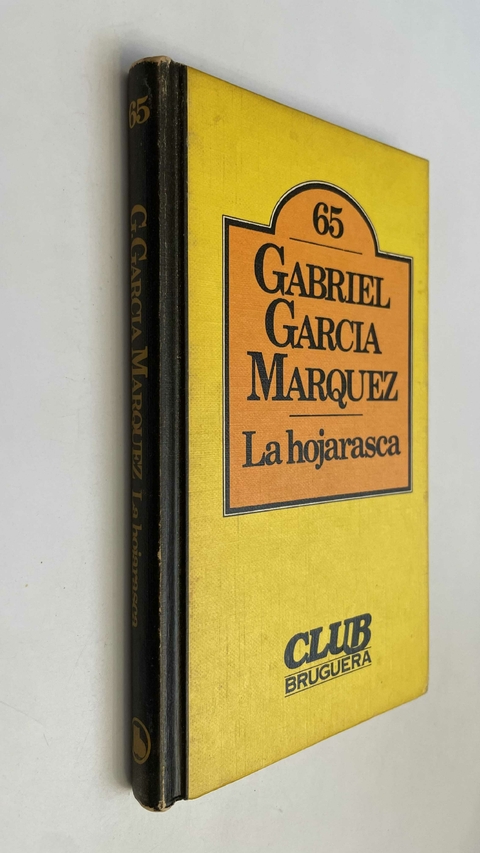 65
G. GARCIA MARQUEZ La hojarasca
65
GABRIEL
GARCIA
MARQUEZ
La hojarasca
CLUB
BRUGUERA